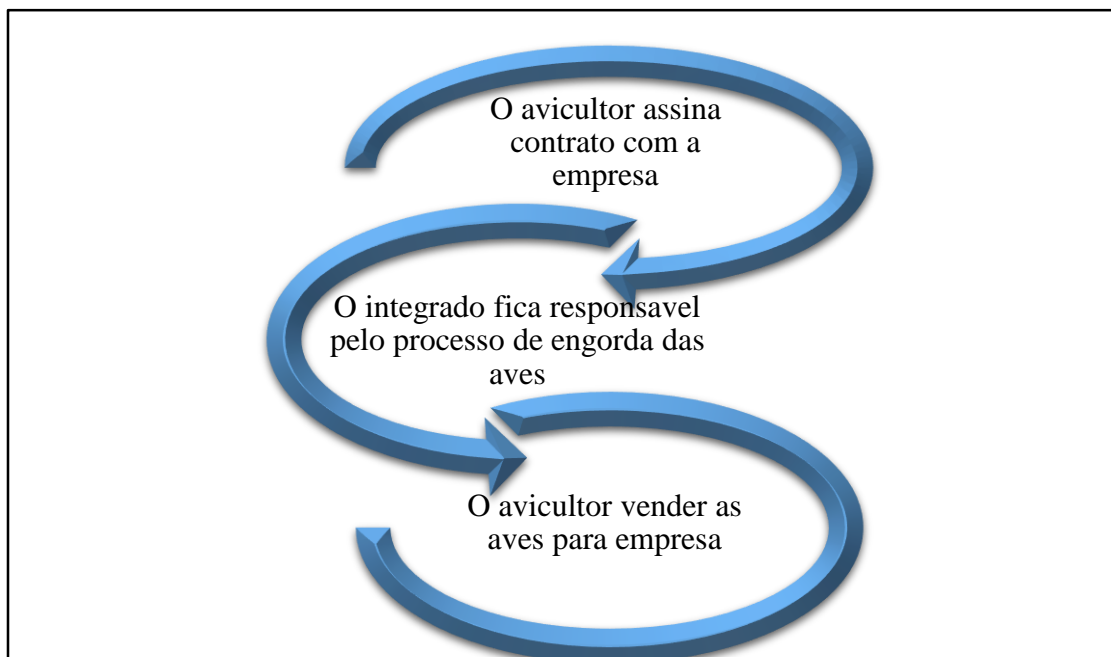 O avicultor assina
contrato com a
empresa
O integrado fica responsavel
pelo processo de engorda das
aves
O avicultor vender as
aves para empresa